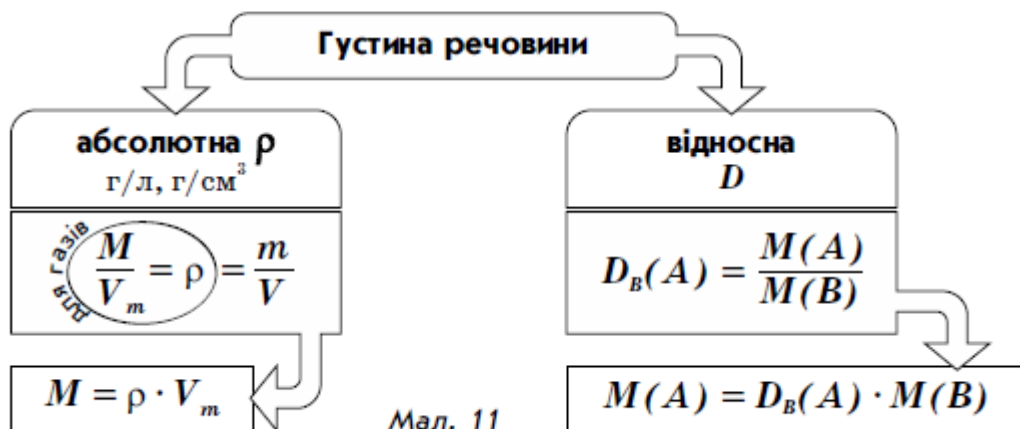 Густина речовини
абсолютна ρ
г/л, г/см³
для газів
M/V_m = ρ = m/V
M = ρ · V_m
відносна
D
D_B(A) = M(A)/M(B)
M(A) = D_B(A) · M(B)
Мал. 11